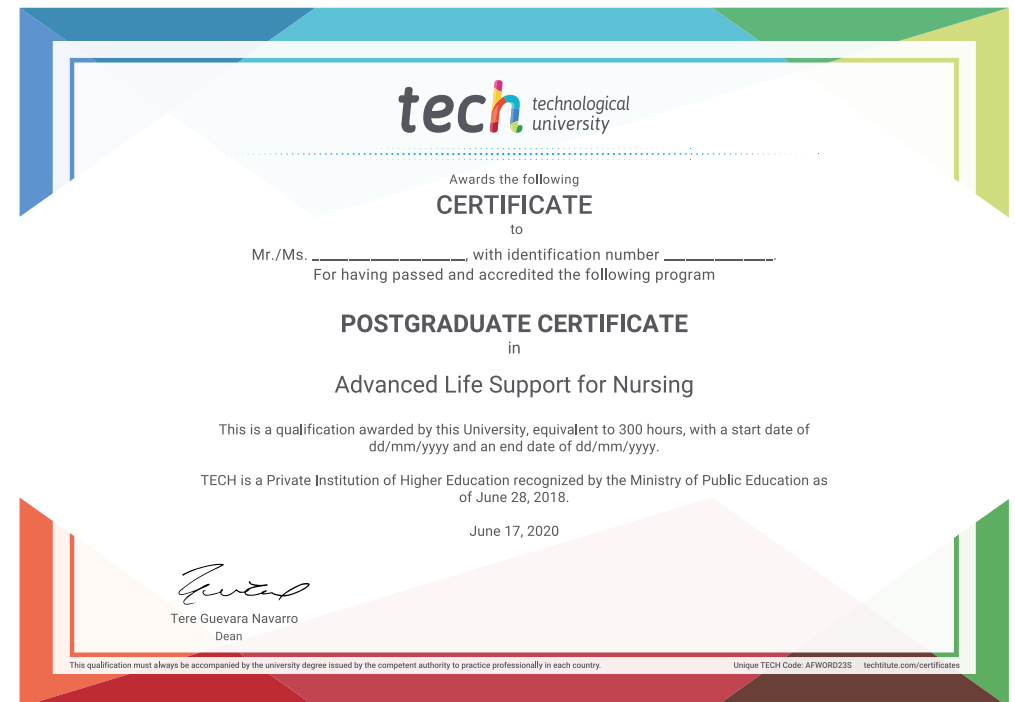 tech technological
university
Awards the following
CERTIFICATE
to
Mr./Ms. __________________, with identification number _____________.
For having passed and accredited the following program
POSTGRADUATE CERTIFICATE
in
Advanced Life Support for Nursing
This is a qualification awarded by this University, equivalent to 300 hours, with a start date of
dd/mm/yyyy and an end date of dd/mm/yyyy.
TECH is a Private Institution of Higher Education recognized by the Ministry of Public Education as
of June 28, 2018.
June 17, 2020
Tere Guevara Navarro
Dean
This qualification must always be accompanied by the university degree issued by the competent authority to practice professionally in each country.
Unique TECH Code: AFWORD23S techtitute.com/certificates